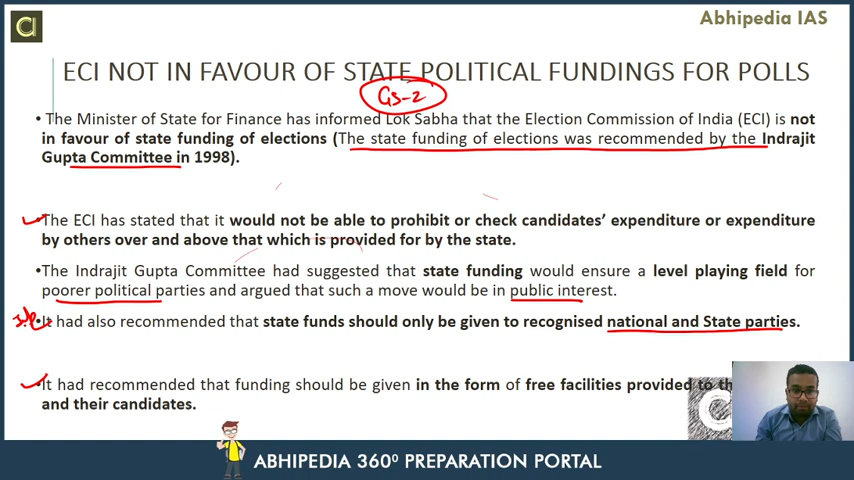 Abhipedia IAS
ECI NOT IN FAVOUR OF STATE POLITICAL FUNDINGS FOR POLLS
GS-2
• The Minister of State for Finance has informed Lok Sabha that the Election Commission of India (ECI) is not
in favour of state funding of elections (The state funding of elections was recommended by the Indrajit
Gupta Committee in 1998).
•The ECI has stated that it would not be able to prohibit or check candidates’ expenditure or expenditure
by others over and above that which is provided for by the state.
•The Indrajit Gupta Committee had suggested that state funding would ensure a level playing field for
poorer political parties and argued that such a move would be in public interest.
•It had also recommended that state funds should only be given to recognised national and State parties.
•It had recommended that funding should be given in the form of free facilities provided to
and their candidates.
ABHIPEDIA 360⁰ PREPARATION PORTAL